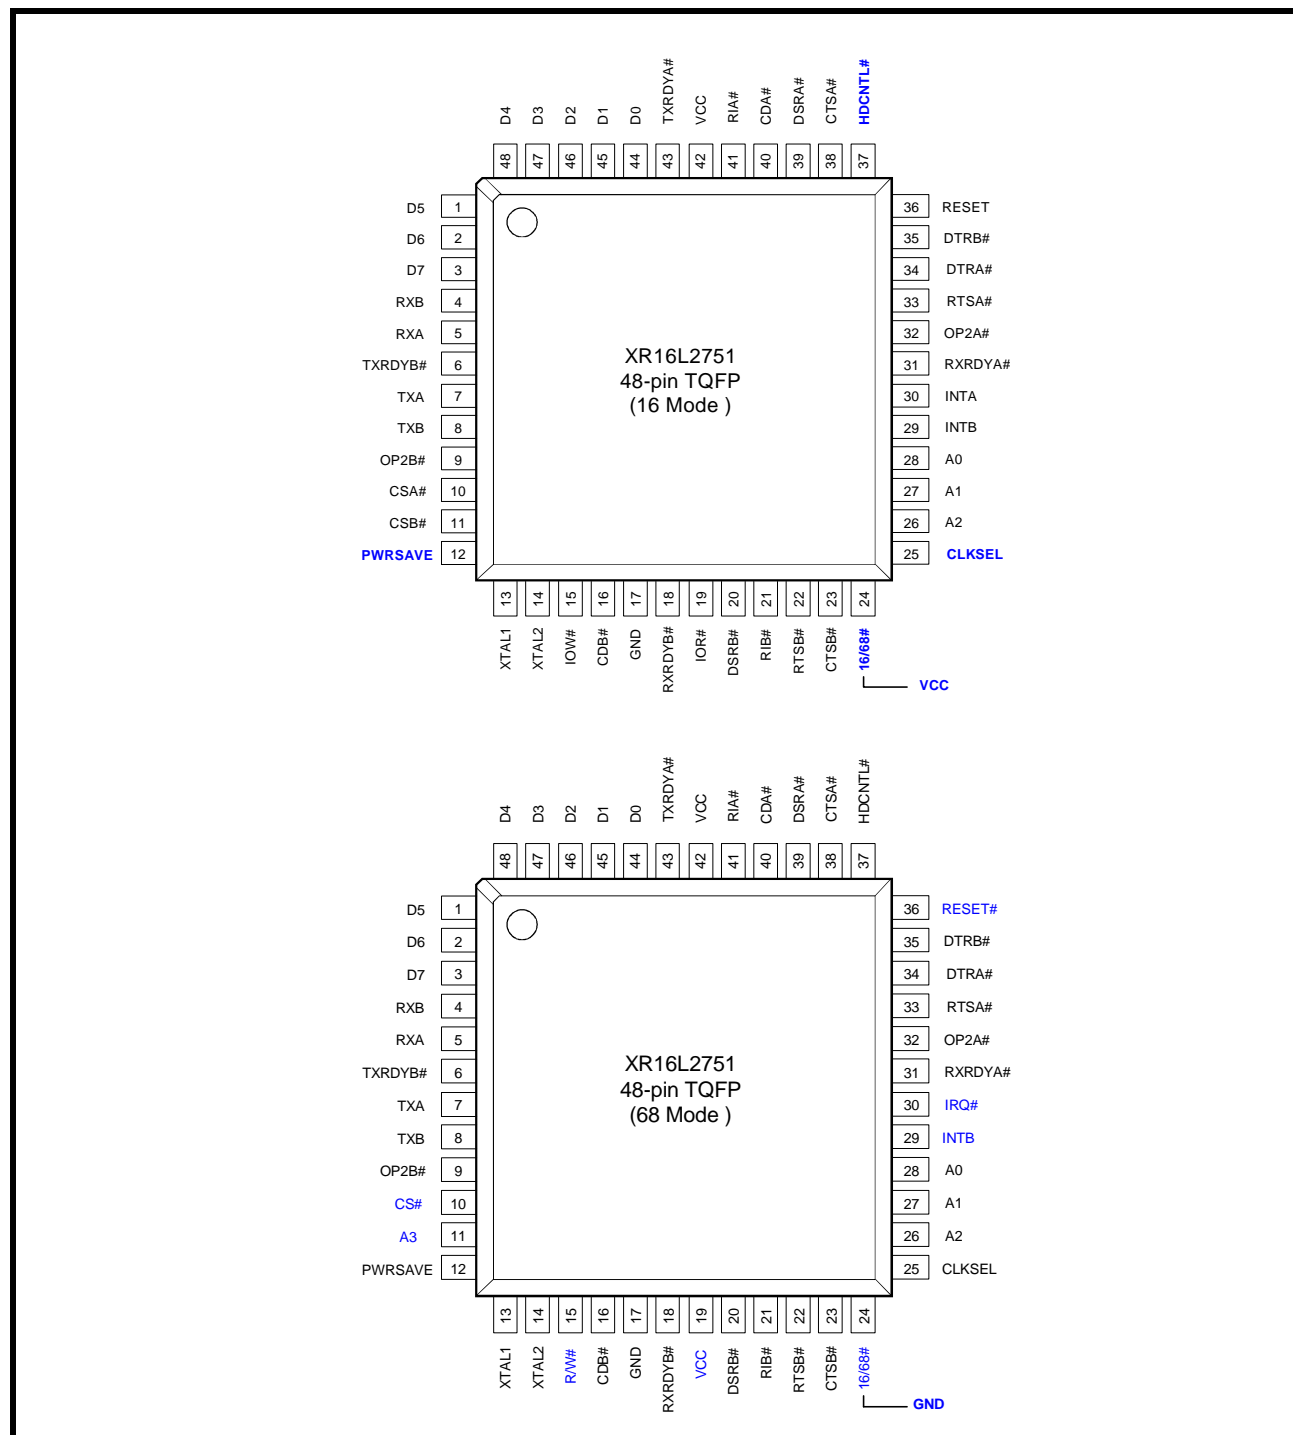 D4 D3 D2 D1 D0 TXRDYA# VCC RIA# CDA# DSRA# CTSA# HDCNTL#
48 47 46 45 44 43 42 41 40 39 38 37
D5 1 36 RESET
D6 2 35 DTRB#
D7 3 34 DTRA#
RXB 4 33 RTSA#
RXA 5 32 OP2A#
TXRDYB# 6 31 RXRDYA#
TXA 7 30 INTA
TXB 8 29 INTB
OP2B# 9 28 A0
CSA# 10 27 A1
CSB# 11 26 A2
PWRSAVE 12 25 CLKSEL
XR16L2751
48-pin TQFP
(16 Mode )
13 14 15 16 17 18 19 20 21 22 23 24
XTAL1 XTAL2 IOW# CDB# GND RXRDYB# IOR# DSRB# RIB# RTSB# CTSB# 16/68#
VCC
D4 D3 D2 D1 D0 TXRDYA# VCC RIA# CDA# DSRA# CTSA# HDCNTL#
48 47 46 45 44 43 42 41 40 39 38 37
D5 1 36 RESET#
D6 2 35 DTRB#
D7 3 34 DTRA#
RXB 4 33 RTSA#
RXA 5 32 OP2A#
TXRDYB# 6 31 RXRDYA#
TXA 7 30 IRQ#
TXB 8 29 INTB
OP2B# 9 28 A0
CS# 10 27 A1
A3 11 26 A2
PWRSAVE 12 25 CLKSEL
XR16L2751
48-pin TQFP
(68 Mode )
13 14 15 16 17 18 19 20 21 22 23 24
XTAL1 XTAL2 R/W# CDB# GND RXRDYB# VCC DSRB# RIB# RTSB# CTSB# 16/68#
GND